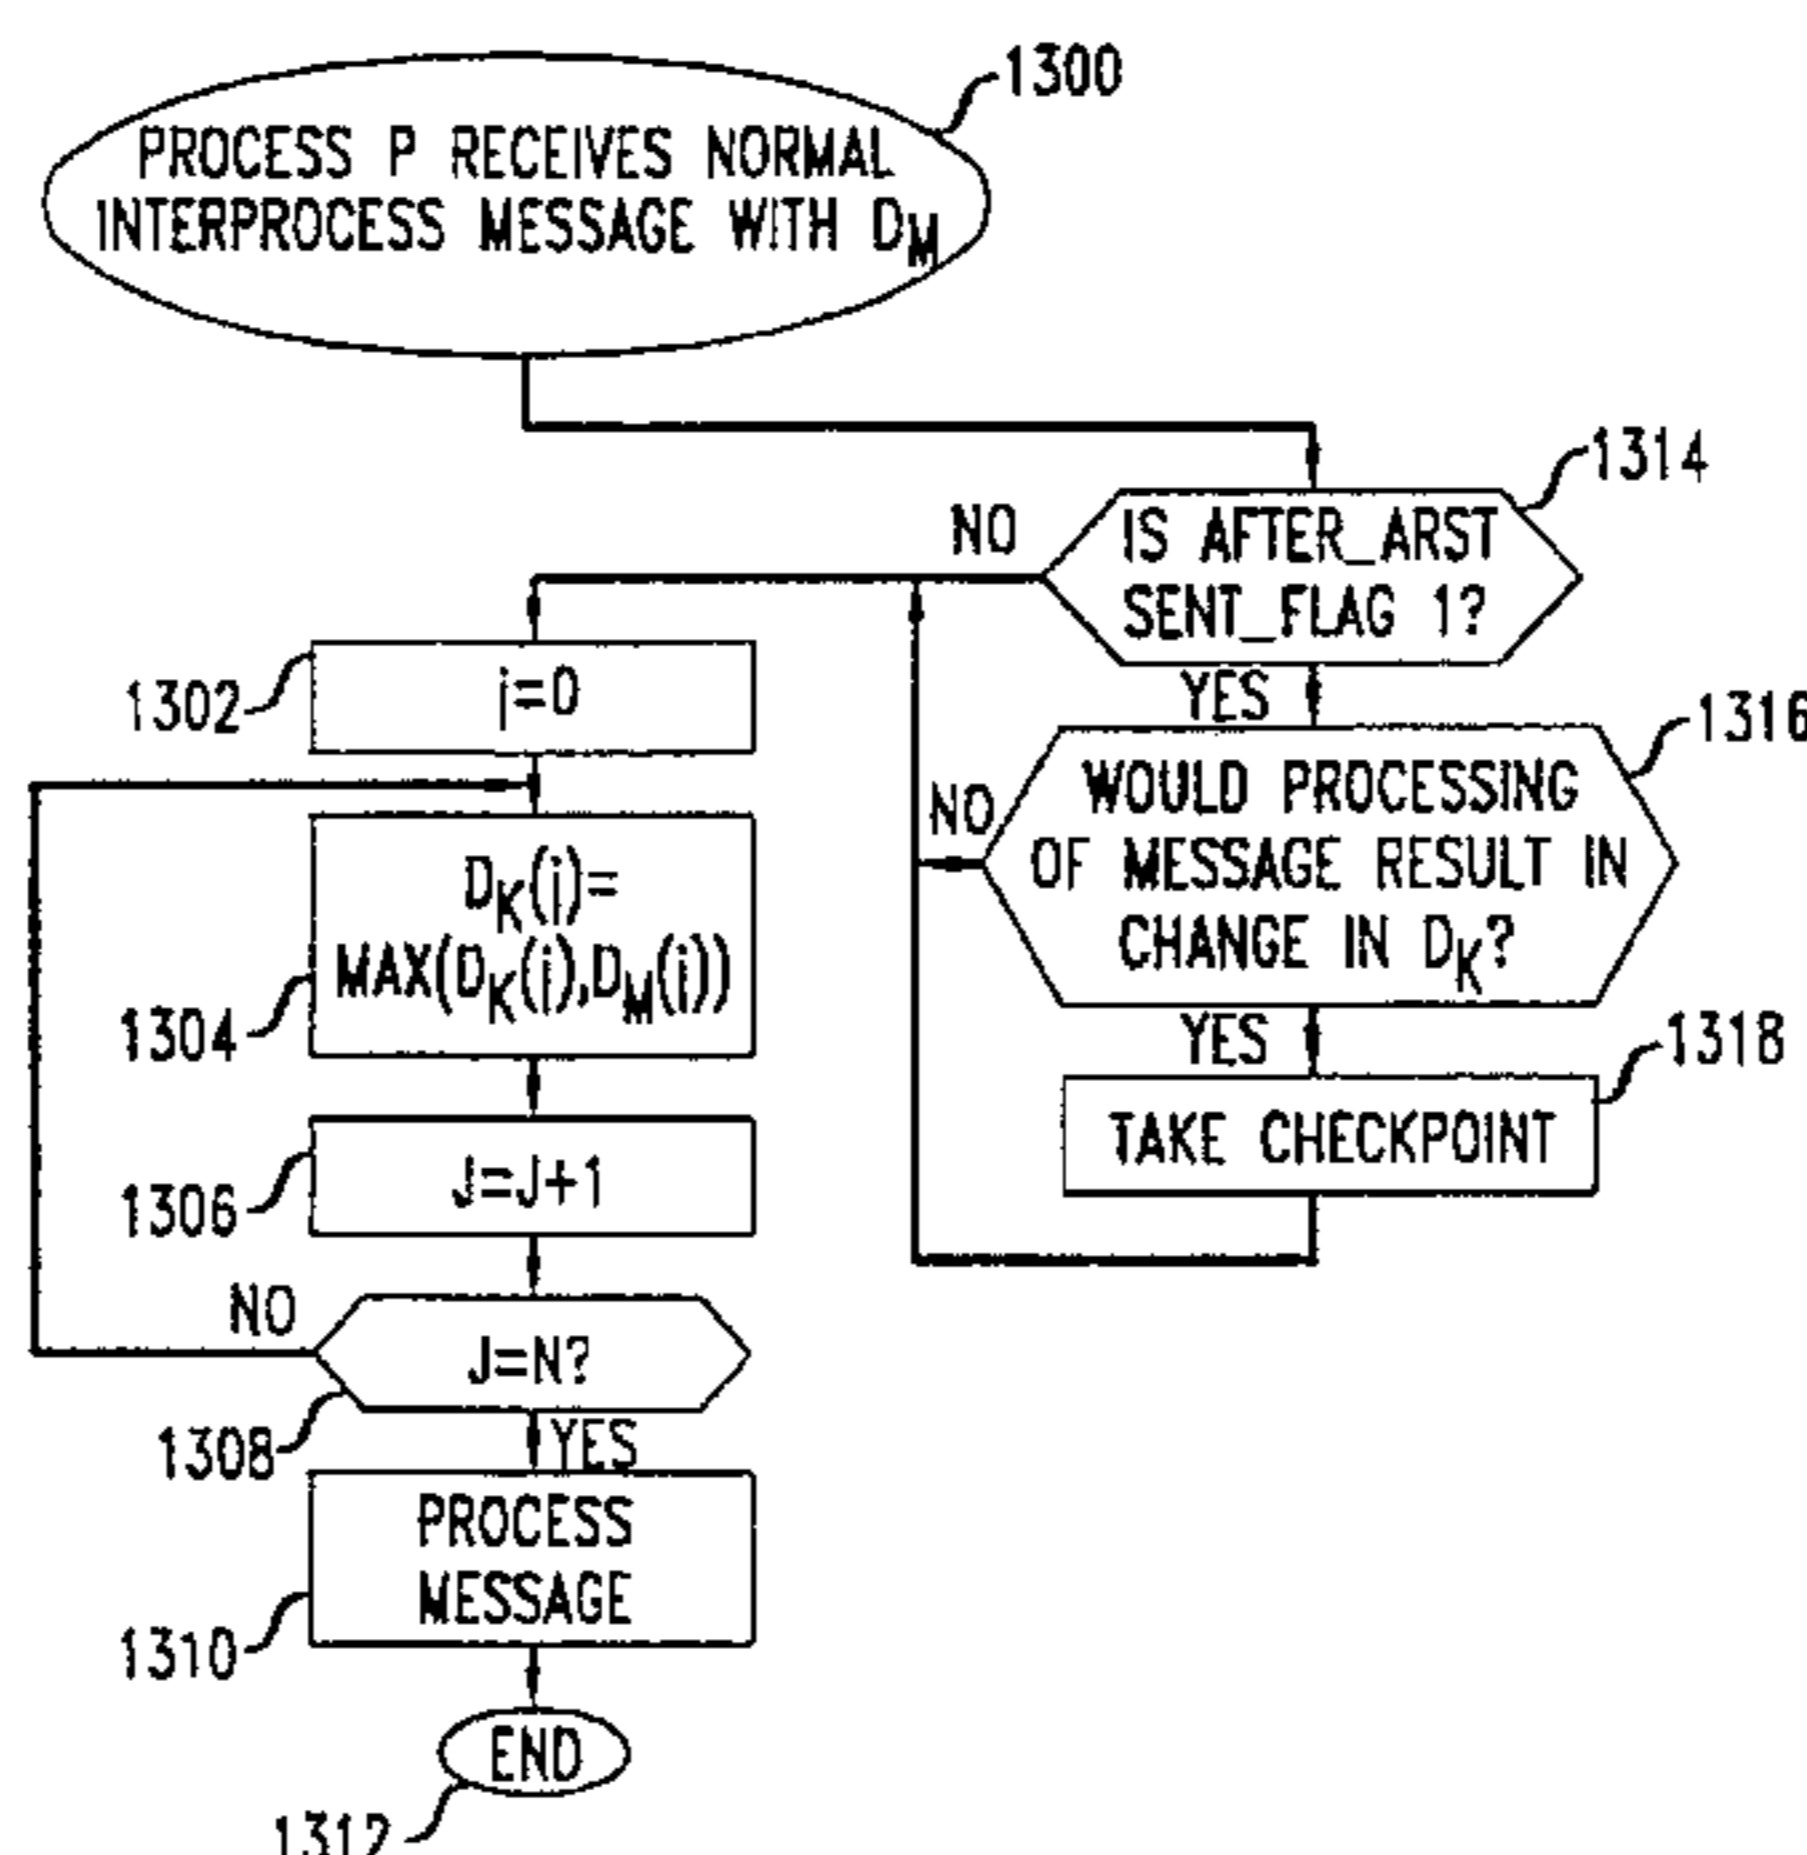 1300
PROCESS P RECEIVES NORMAL
INTERPROCESS MESSAGE WITH DM
1314
IS AFTER_ARST
SENT_FLAG 1?
NO
YES
1302
j=0
1316
WOULD PROCESSING
OF MESSAGE RESULT IN
CHANGE IN DK?
NO
YES
1304
DK(j)=
MAX(DK(j),DM(j))
1318
TAKE CHECKPOINT
1306
J=J+1
NO
J=N?
1308
YES
PROCESS
MESSAGE
1310
END
1312